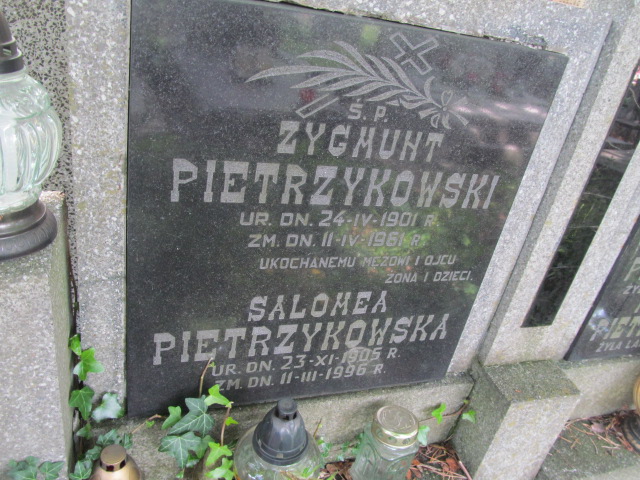 Ś. P.
ZYGMUNT
PIETRZYKOWSKI
UR. DN. 24-IV-1901 R.
ZM. DN. 11-IV-1961 R.
UKOCHANEMU MĘŻOWI I OJCU
ŻONA I DZIECI.
SALOMEA
PIETRZYKOWSKA
UR. DN. 23-XI-1905 R.
ZM. DN. 11-III-1996 R.